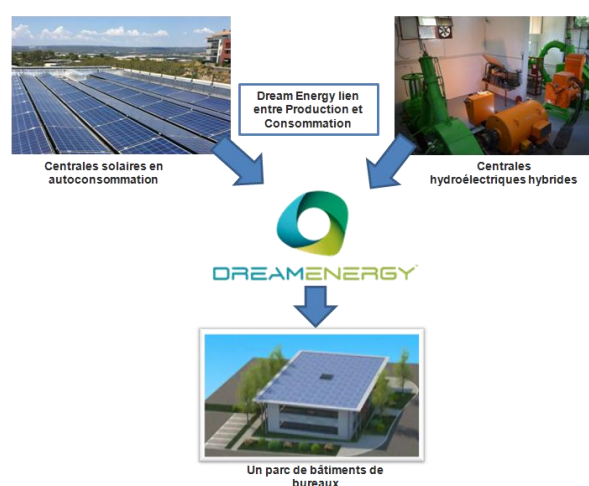 Dream Energy lien
entre Production et
Consommation
Centrales solaires en
autoconsommation
Centrales
hydroélectriques hybrides
DREAMENERGY
Un parc de bâtiments de
bureaux